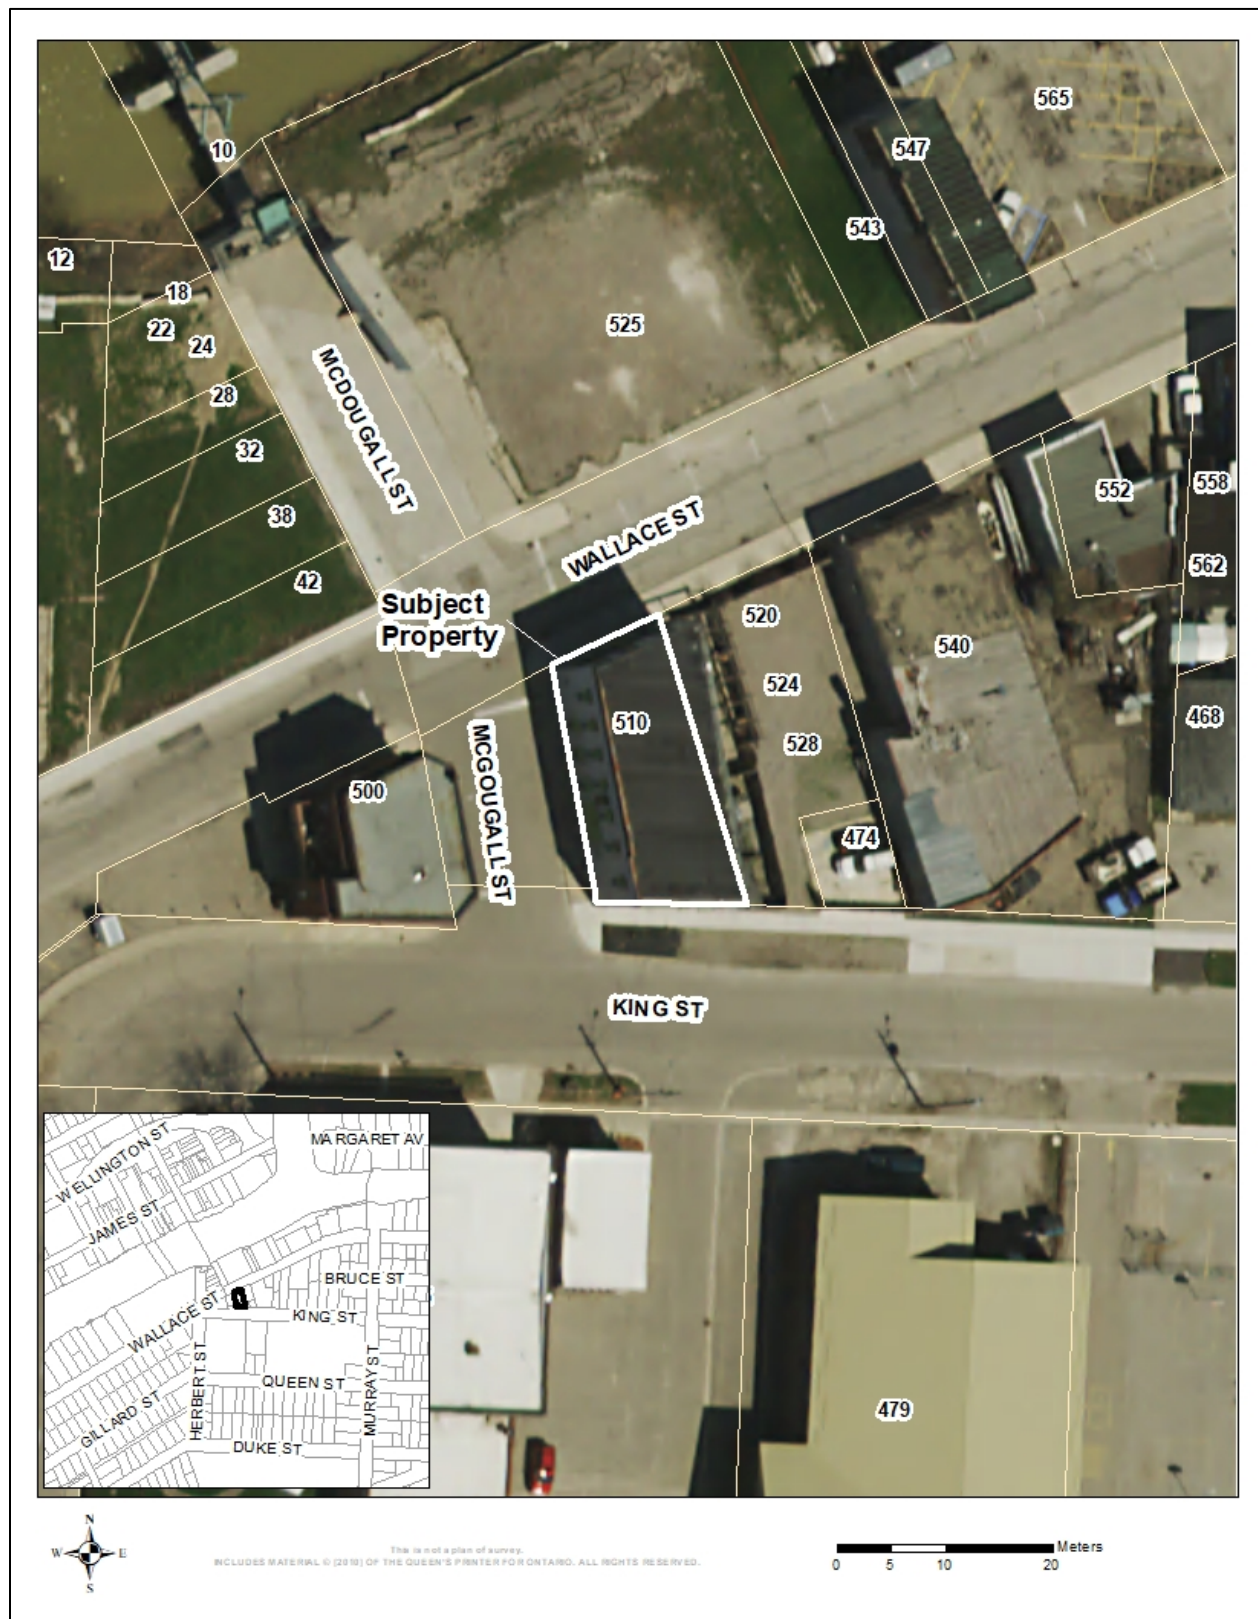 10
565
547
543
12
18
22
24
525
28
32
38
42
MCDOUGALL ST
WALLACE ST
552
558
562
Subject
Property
520
540
510
524
528
468
500
MCGOUGALL ST
474
KING ST
WELLINGTON ST
MARGARET AV
JAMES ST
BRUCE ST
WALLACE ST
KING ST
HERBERT ST
MURRAY ST
QUEEN ST
GILLARD ST
DUKE ST
479
N
W E
S
This is not a plan of survey.
INCLUDES MATERIAL © [2010] OF THE QUEEN'S PRINTER FOR ONTARIO. ALL RIGHTS RESERVED.
Meters
0 5 10 20